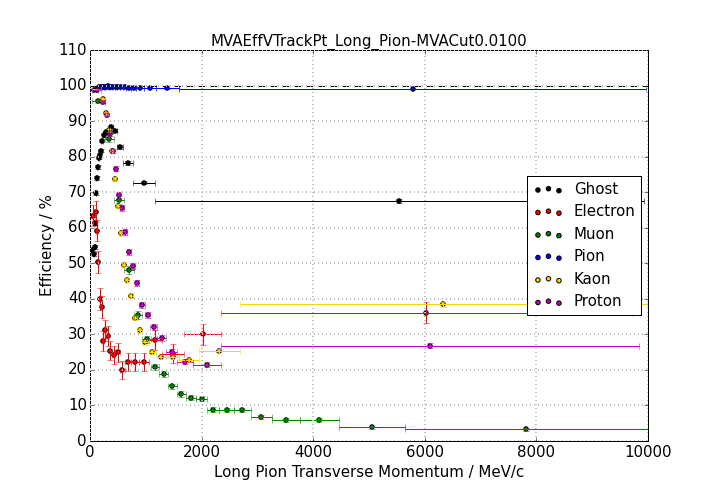 MVAEffVTrackPt_Long_Pion-MVACut0.0100
110
100
90
80
70
60
50
40
30
20
10
0
Efficiency / %
Ghost
Electron
Muon
Pion
Kaon
Proton
0 2000 4000 6000 8000 10000
Long Pion Transverse Momentum / MeV/c